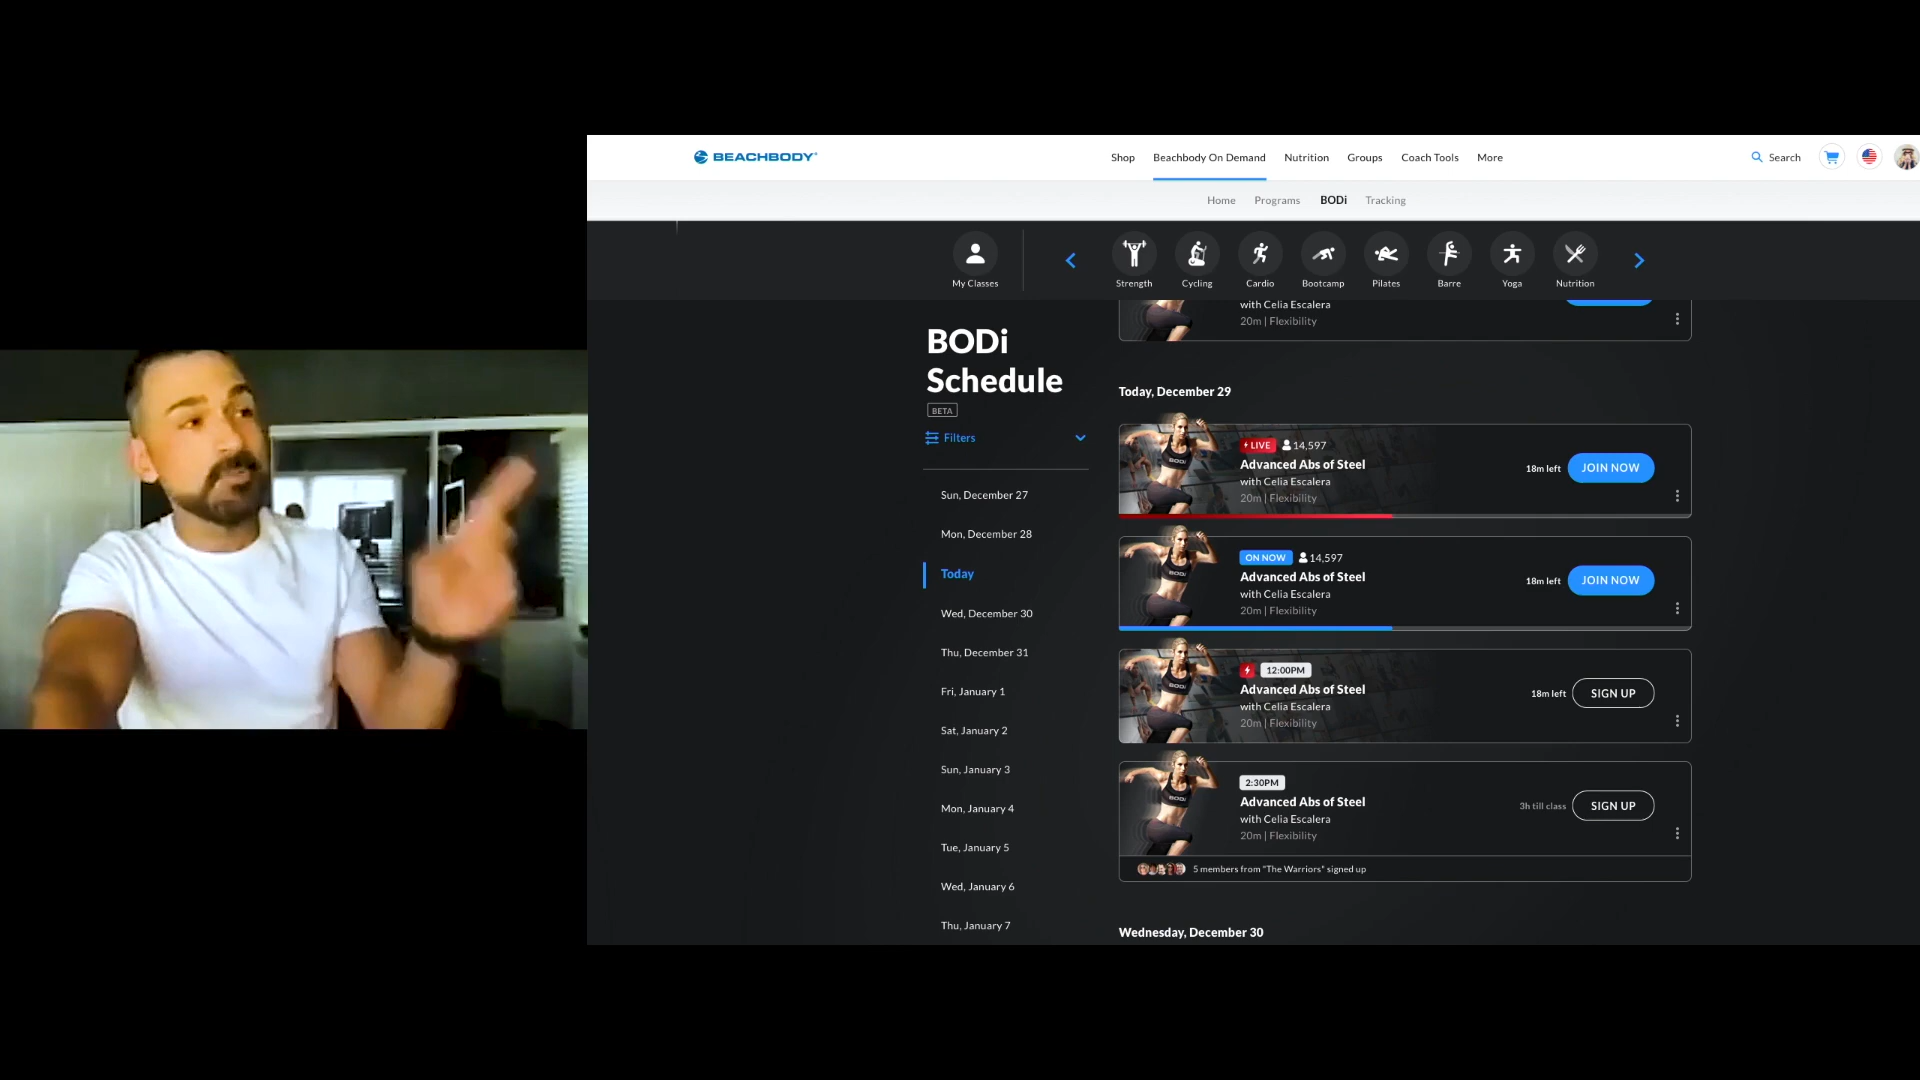 BEACHBODY
Shop Beachbody On Demand Nutrition Groups Coach Tools More
Search
Home Programs BODi Tracking
My Classes Strength Cycling Cardio Bootcamp Pilates Barre Yoga Nutrition
BODi
Schedule
BETA
Filters
Sun, December 27
Mon, December 28
Today
Wed, December 30
Thu, December 31
Fri, January 1
Sat, January 2
Sun, January 3
Mon, January 4
Tue, January 5
Wed, January 6
Thu, January 7
with Celia Escalera
20m | Flexibility
Today, December 29
LIVE 14,597
Advanced Abs of Steel
with Celia Escalera
20m | Flexibility
18m left JOIN NOW
ON NOW 14,597
Advanced Abs of Steel
with Celia Escalera
20m | Flexibility
18m left JOIN NOW
12:00PM
Advanced Abs of Steel
with Celia Escalera
20m | Flexibility
18m left SIGN UP
2:30PM
Advanced Abs of Steel
with Celia Escalera
20m | Flexibility
3h till class SIGN UP
5 members from "The Warriors" signed up
Wednesday, December 30
BODi
BODi
BODi
BODi